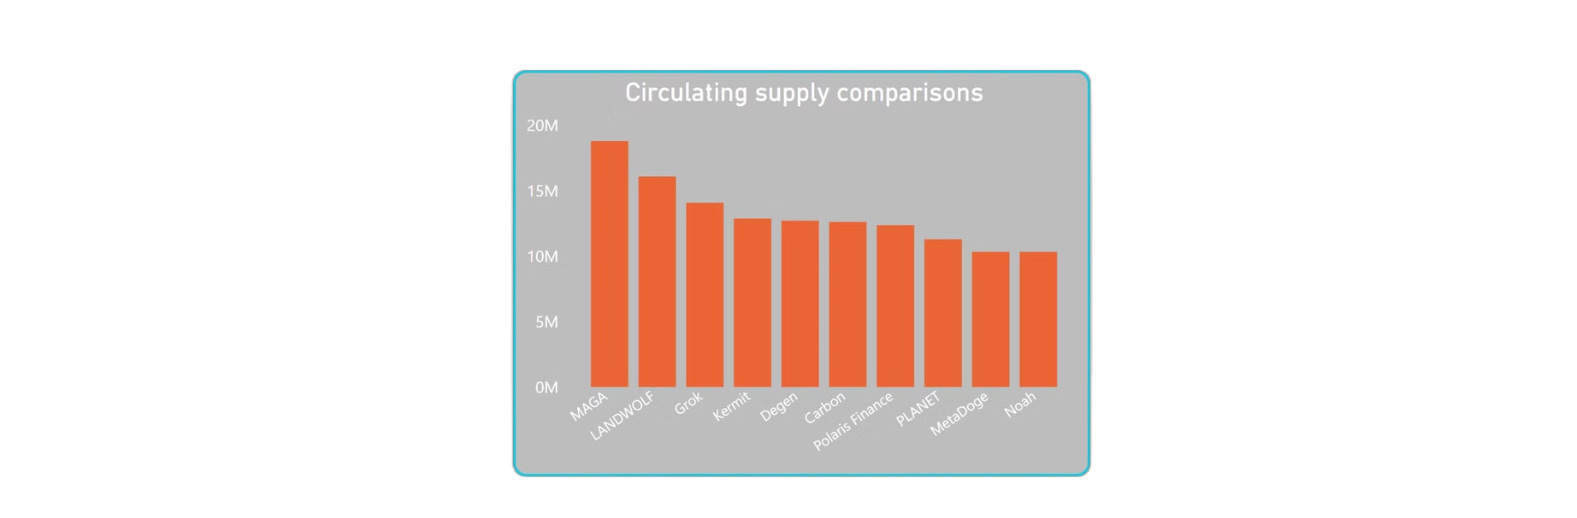 Circulating supply comparisons
20M
15M
10M
5M
0M
MAGA
LANDWOLF
Grok
Kermit
Degen
Carbon
Polaris Finance
PLANET
MetaDoge
Noah